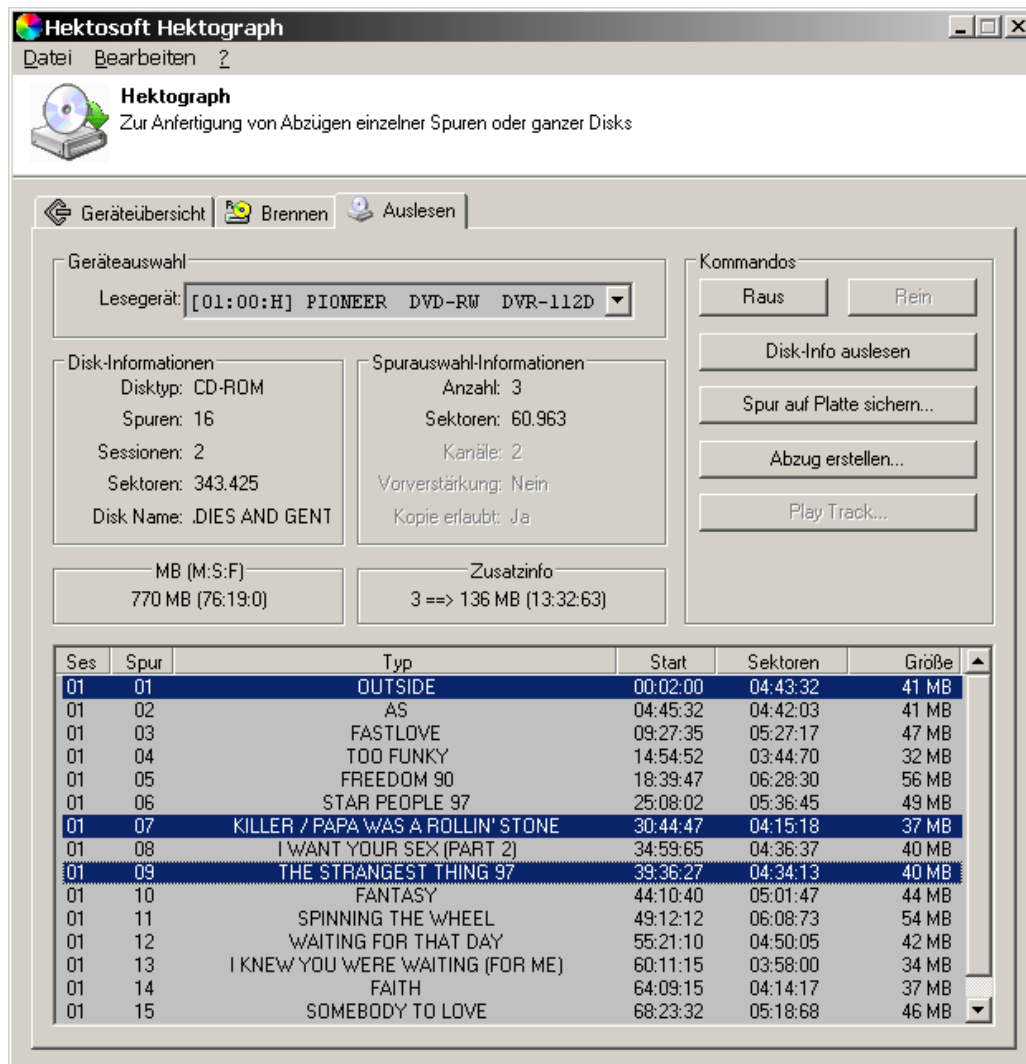 Hektosoft Hektograph
Datei Bearbeiten ?
Hektograph
Zur Anfertigung von Abzügen einzelner Spuren oder ganzer Disks
Geräteübersicht Brennen Auslesen
Geräteauswahl
Lesegerät: [01:00:H] PIONEER DVD-RW DVR-112D
Kommandos
Raus Rein
Disk-Info auslesen
Spur auf Platte sichern...
Abzug erstellen...
Play Track...
Disk-Informationen
Disktyp: CD-ROM
Spuren: 16
Sessionen: 2
Sektoren: 343.425
Disk Name: .DIES AND GENT
Spurauswahl-Informationen
Anzahl: 3
Sektoren: 60.963
Kanäle: 2
Vorverstärkung: Nein
Kopie erlaubt: Ja
MB (M:S:F)
770 MB (76:19:0)
Zusatzinfo
3 ==> 136 MB (13:32:63)
Ses Spur Typ Start Sektoren Größe
01 01 OUTSIDE 00:02:00 04:43:32 41 MB
01 02 AS 04:45:32 04:42:03 41 MB
01 03 FASTLOVE 09:27:35 05:27:17 47 MB
01 04 TOO FUNKY 14:54:52 03:44:70 32 MB
01 05 FREEDOM 90 18:39:47 06:28:30 56 MB
01 06 STAR PEOPLE 97 25:08:02 05:36:45 49 MB
01 07 KILLER / PAPA WAS A ROLLIN' STONE 30:44:47 04:15:18 37 MB
01 08 I WANT YOUR SEX (PART 2) 34:59:65 04:36:37 40 MB
01 09 THE STRANGEST THING 97 39:36:27 04:34:13 40 MB
01 10 FANTASY 44:10:40 05:01:47 44 MB
01 11 SPINNING THE WHEEL 49:12:12 06:08:73 54 MB
01 12 WAITING FOR THAT DAY 55:21:10 04:50:05 42 MB
01 13 I KNEW YOU WERE WAITING (FOR ME) 60:11:15 03:58:00 34 MB
01 14 FAITH 64:09:15 04:14:17 37 MB
01 15 SOMEBODY TO LOVE 68:23:32 05:18:68 46 MB